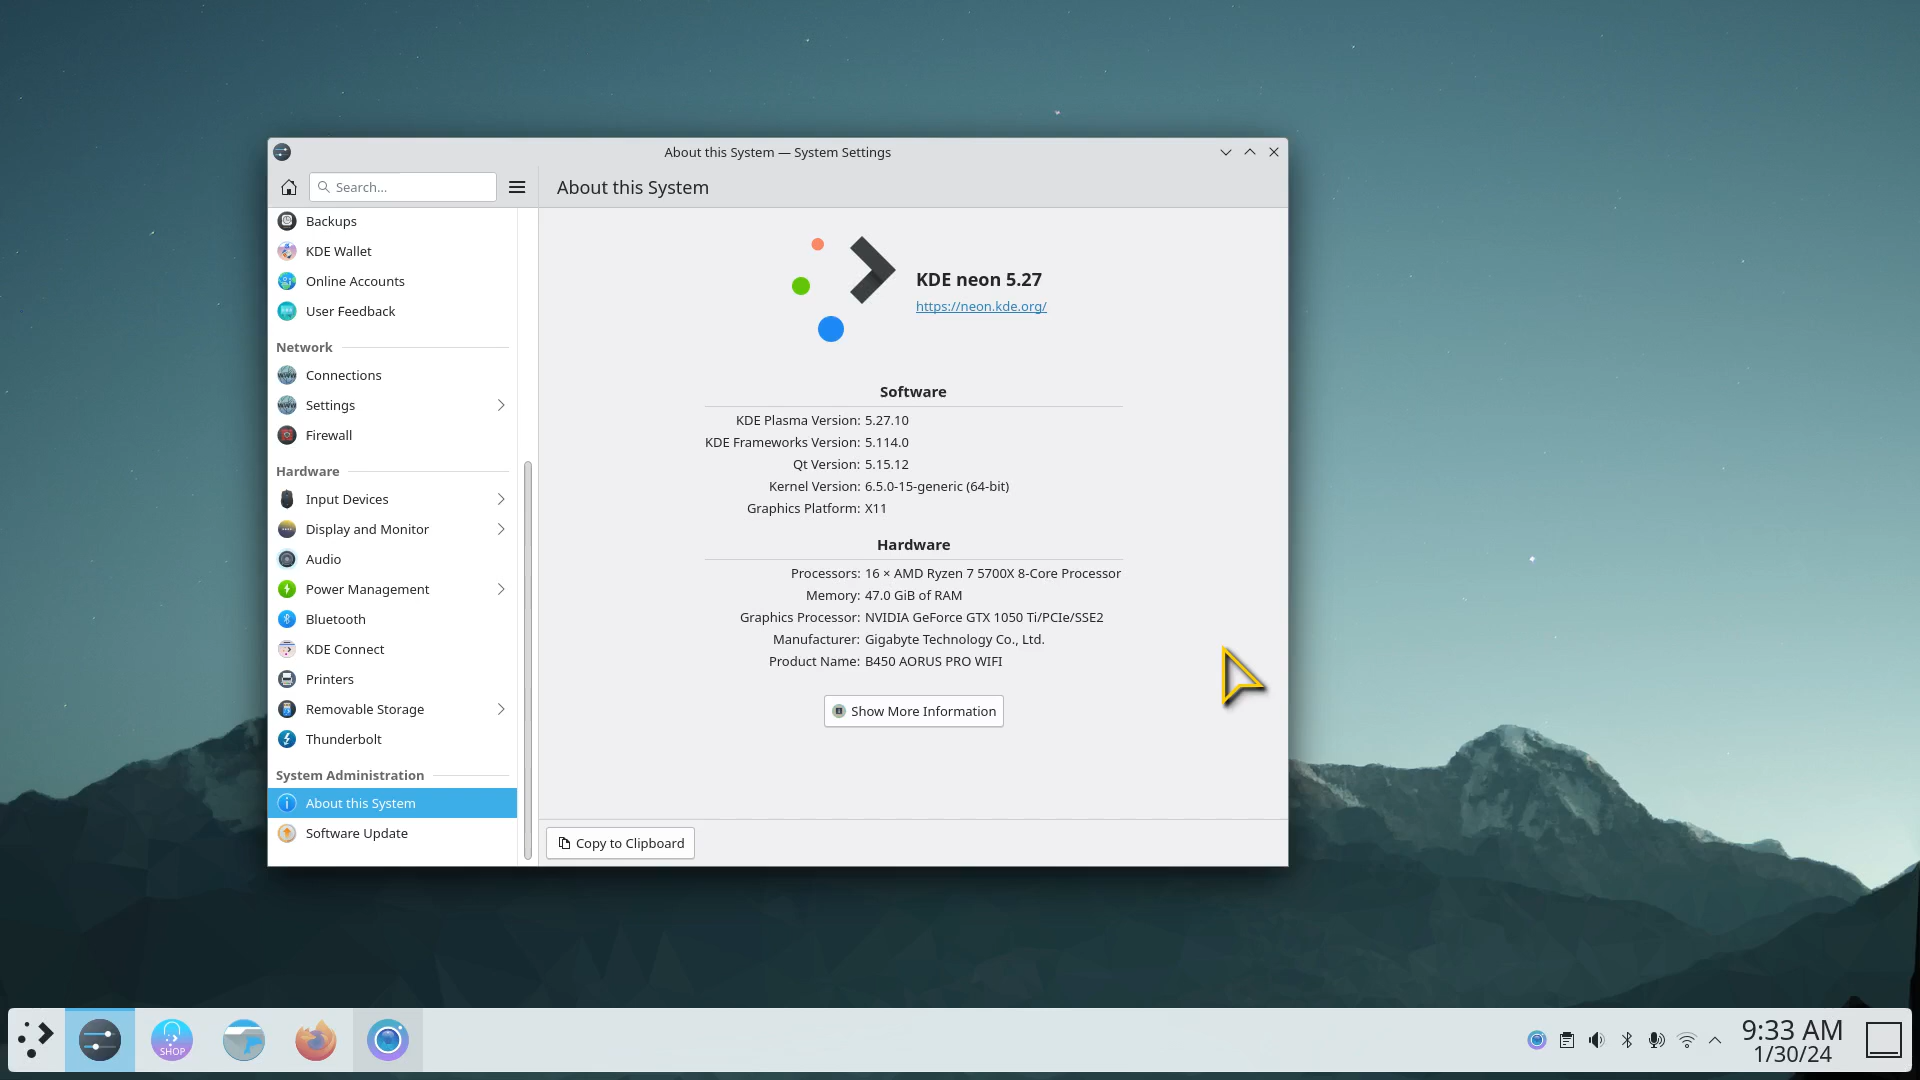 About this System — System Settings
Search...
About this System
Backups
KDE Wallet
Online Accounts
User Feedback
Network
Connections
Settings
Firewall
Hardware
Input Devices
Display and Monitor
Audio
Power Management
Bluetooth
KDE Connect
Printers
Removable Storage
Thunderbolt
System Administration
About this System
Software Update
KDE neon 5.27
https://neon.kde.org/
Software
KDE Plasma Version: 5.27.10
KDE Frameworks Version: 5.114.0
Qt Version: 5.15.12
Kernel Version: 6.5.0-15-generic (64-bit)
Graphics Platform: X11
Hardware
Processors: 16 × AMD Ryzen 7 5700X 8-Core Processor
Memory: 47.0 GiB of RAM
Graphics Processor: NVIDIA GeForce GTX 1050 Ti/PCIe/SSE2
Manufacturer: Gigabyte Technology Co., Ltd.
Product Name: B450 AORUS PRO WIFI
Show More Information
Copy to Clipboard
SHOP
9:33 AM
1/30/24